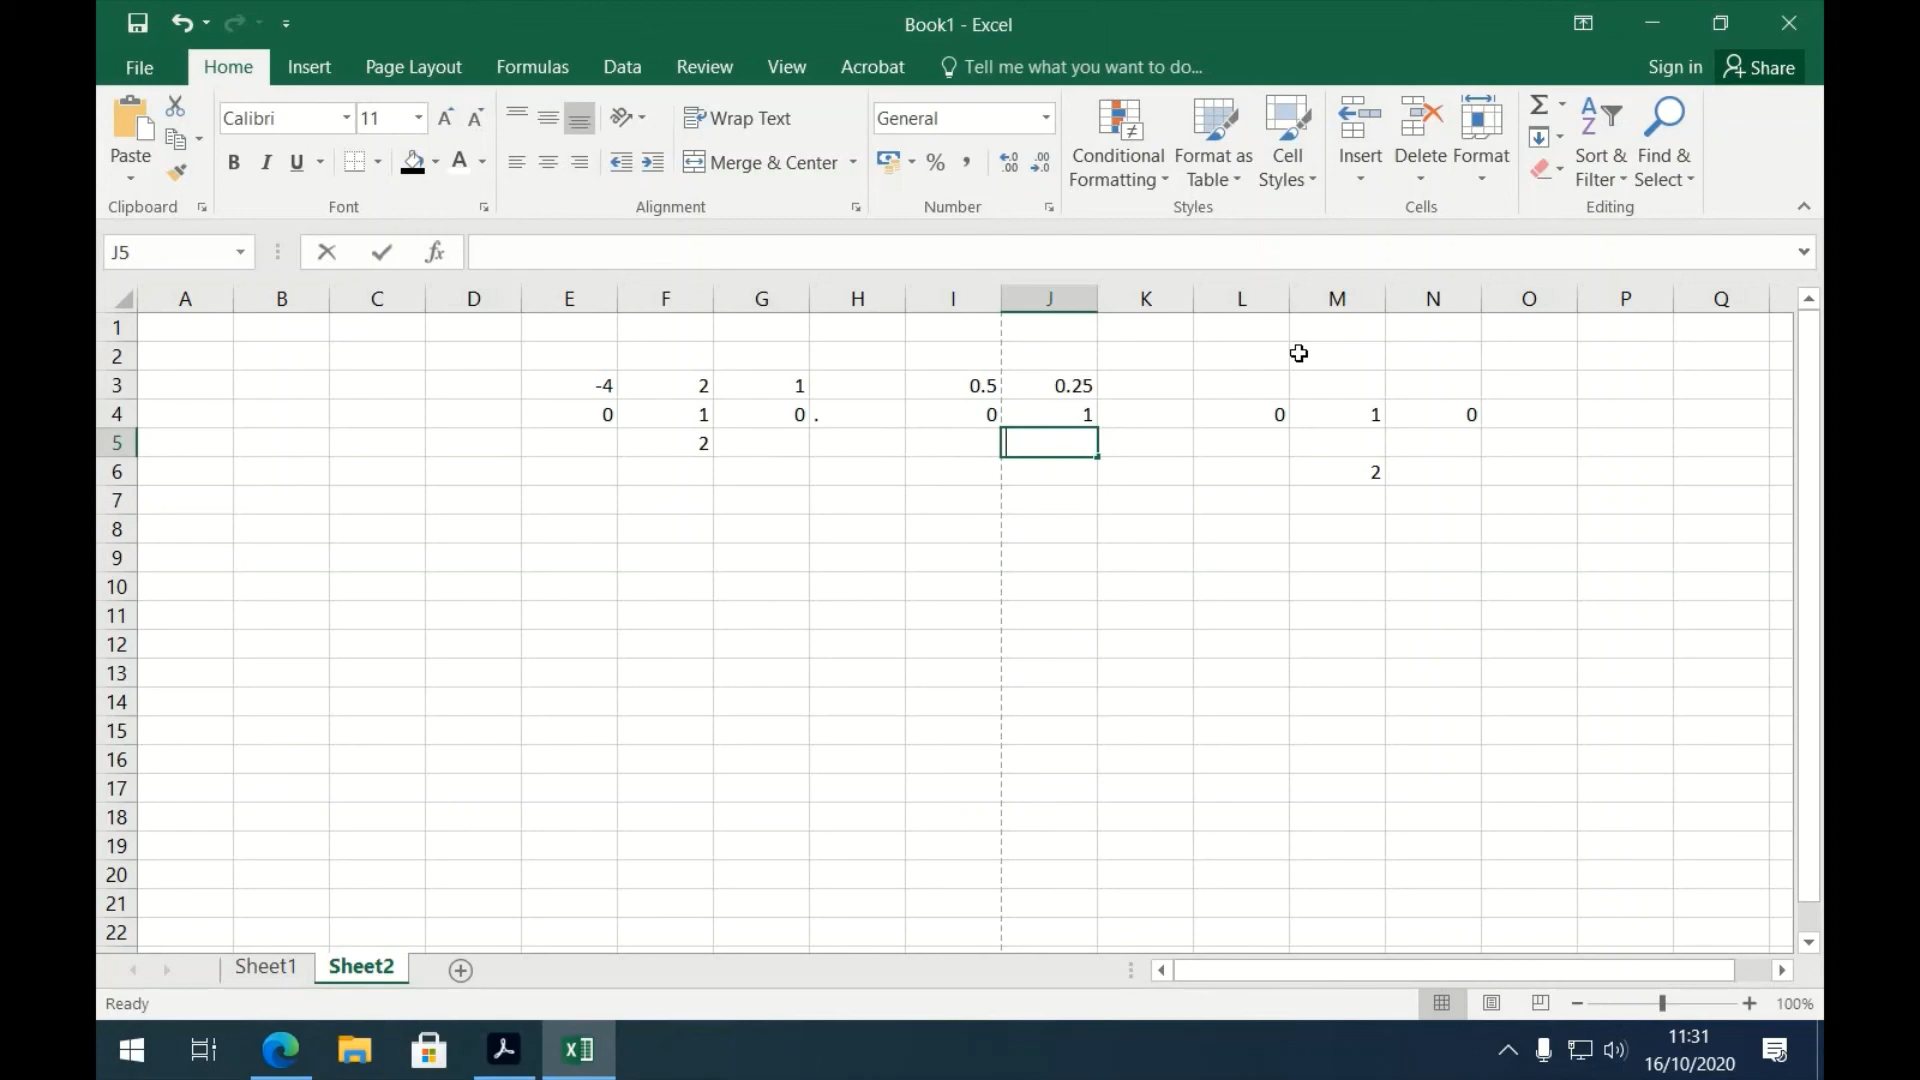 Book1 - Excel
File Home Insert Page Layout Formulas Data Review View Acrobat Tell me what you want to do... Sign in Share
Paste
Clipboard
Calibri 11
B I U A
Font
Wrap Text
Merge & Center
Alignment
General
% ,
Number
Conditional Formatting
Format as Table
Cell Styles
Styles
Insert Delete Format
Cells
Sort & Filter
Find & Select
Editing
J5 fx
A B C D E F G H I J K L M N O P Q
1
2
3 -4 2 1 0.5 0.25
4 0 1 0 . 0 1 0 1 0
5 2
6 2
7
8
9
10
11
12
13
14
15
16
17
18
19
20
21
22
Sheet1 Sheet2
Ready 100%
11:31
16/10/2020